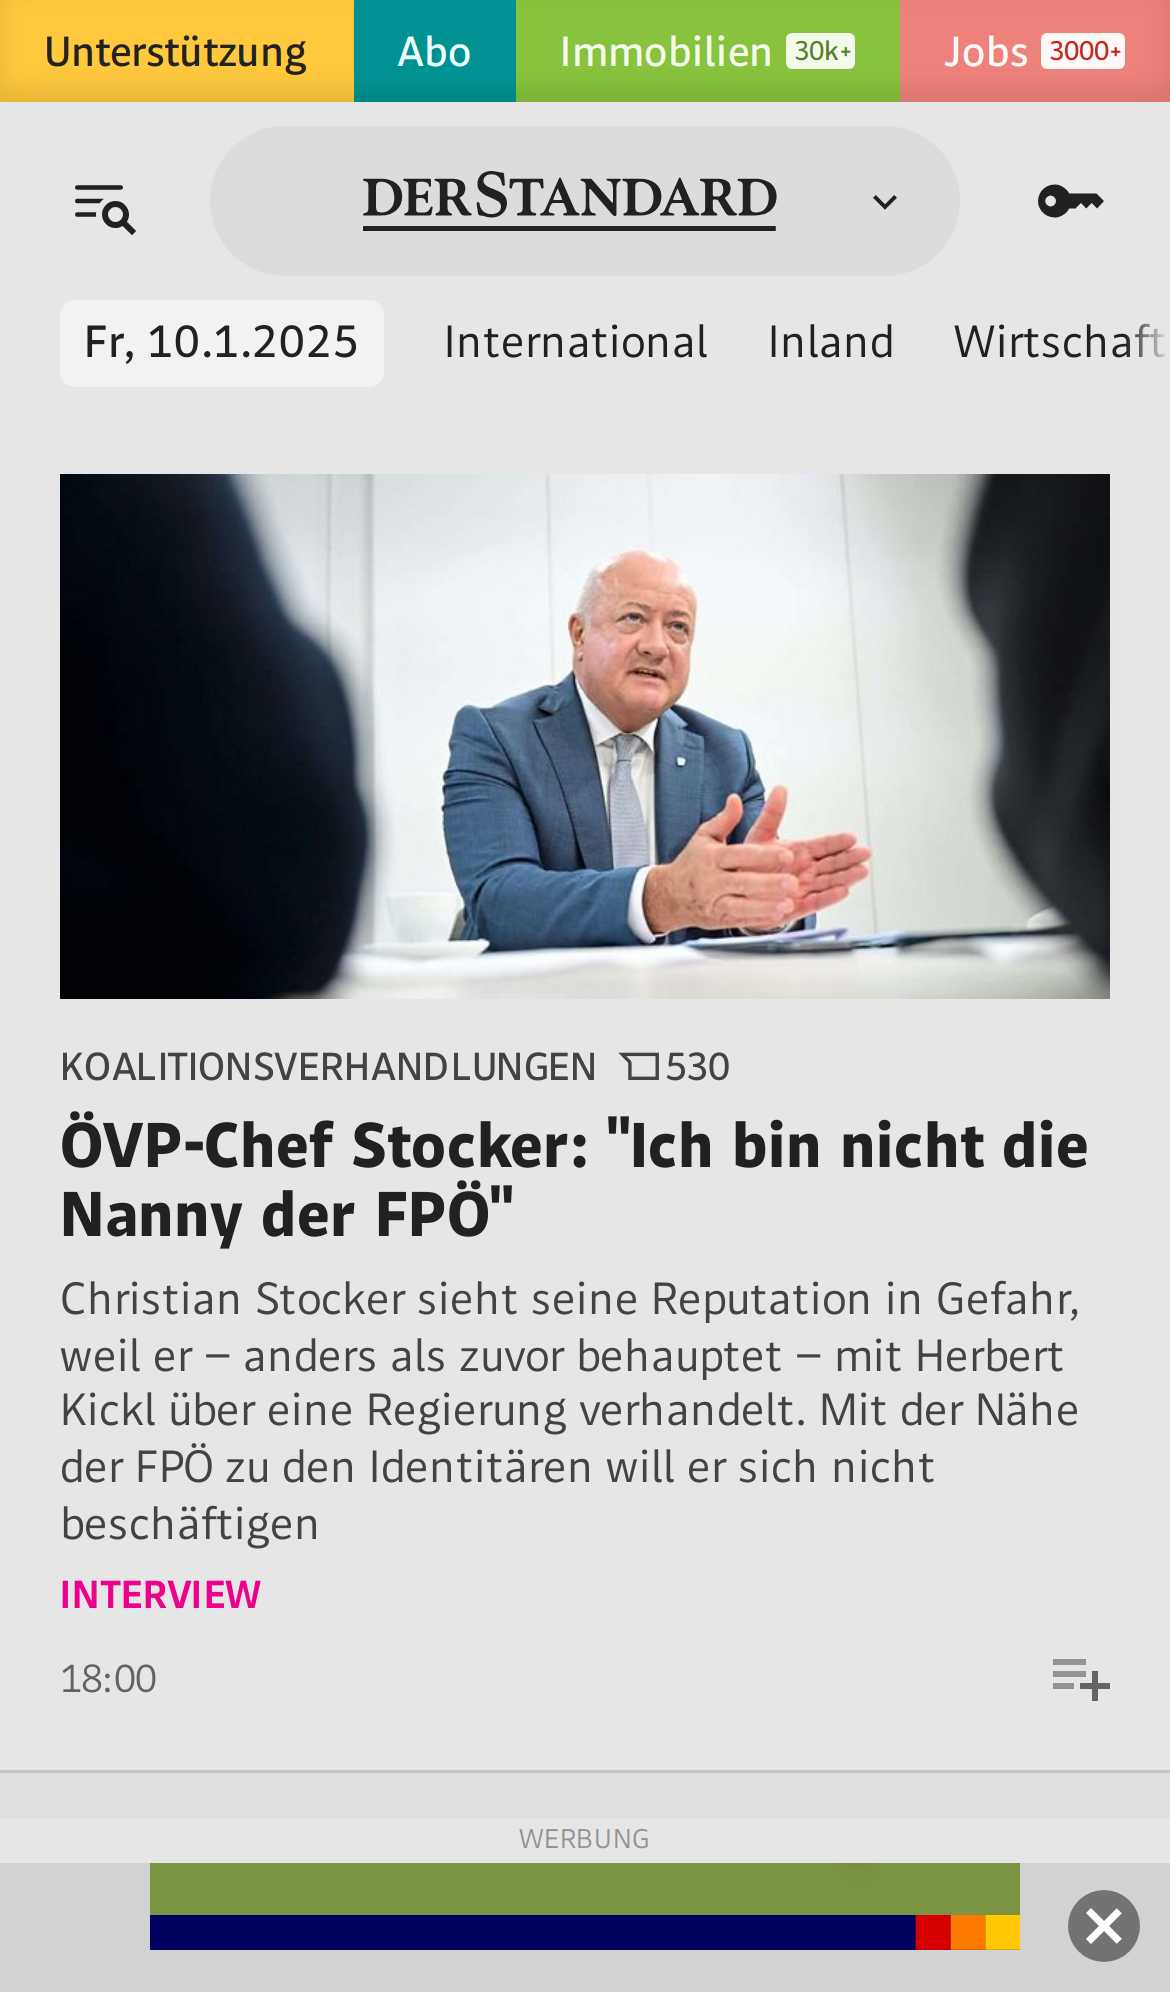 Unterstützung
Abo
Immobilien 30k+
Jobs 3000+
DERSTANDARD
Fr, 10.1.2025
International
Inland
Wirtschaft
KOALITIONSVERHANDLUNGEN 530
ÖVP-Chef Stocker: "Ich bin nicht die
Nanny der FPÖ"
Christian Stocker sieht seine Reputation in Gefahr,
weil er – anders als zuvor behauptet – mit Herbert
Kickl über eine Regierung verhandelt. Mit der Nähe
der FPÖ zu den Identitären will er sich nicht
beschäftigen
INTERVIEW
18:00
WERBUNG